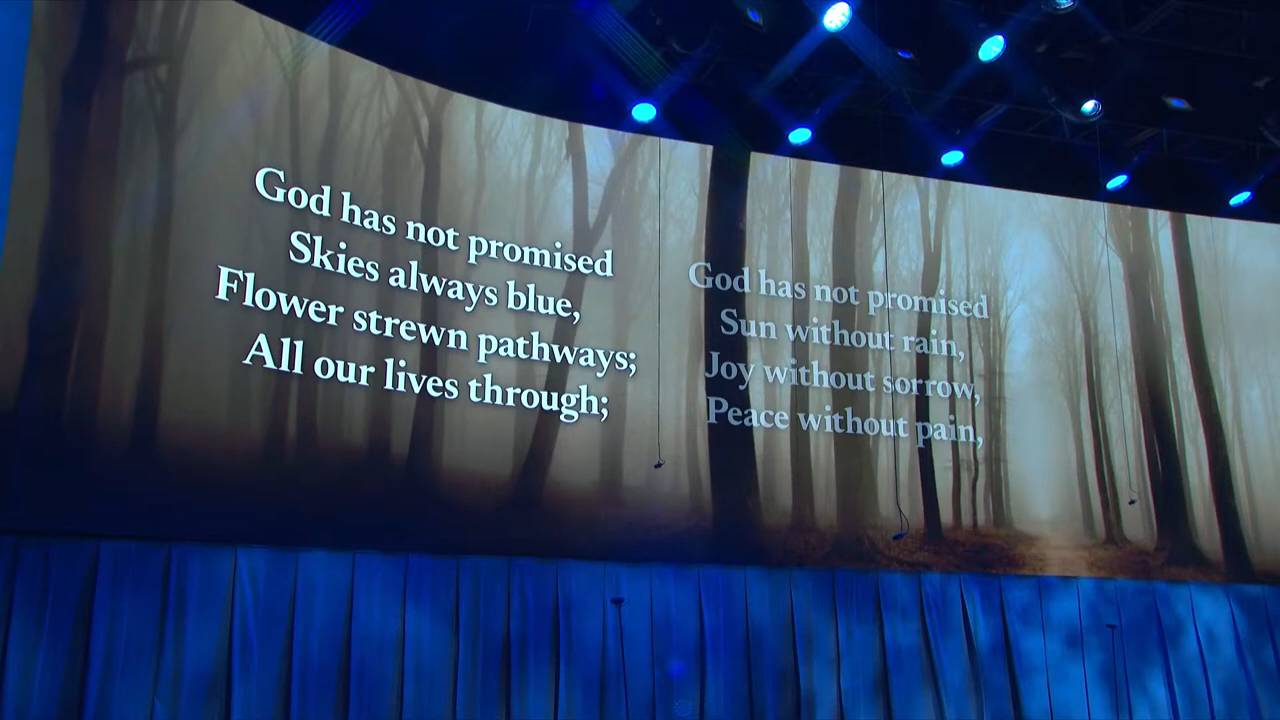 God has not promised
Skies always blue,
Flower strewn pathways;
All our lives through;
God has not promised
Sun without rain,
Joy without sorrow,
Peace without pain,